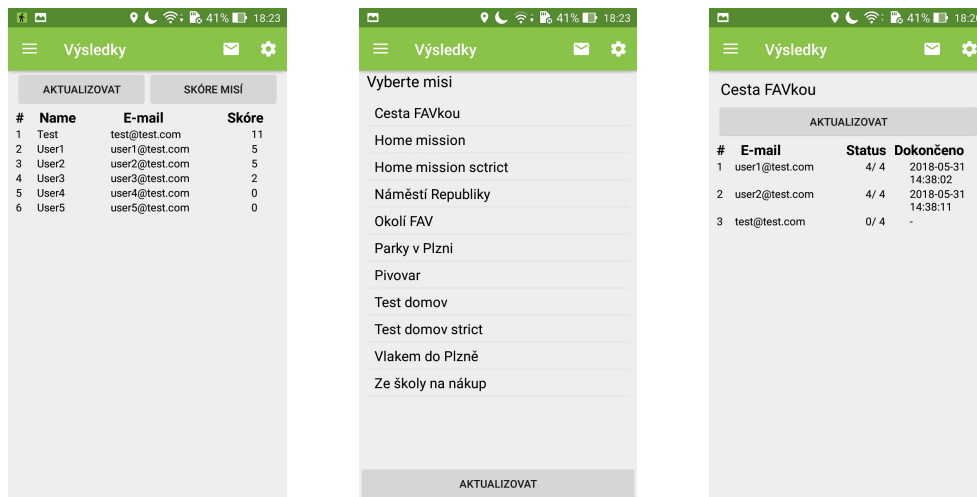 41% 18:23
Výsledky
AKTUALIZOVAT SKÓRE MISÍ
# Name E-mail Skóre
1 Test test@test.com 11
2 User1 user1@test.com 5
3 User2 user2@test.com 5
4 User3 user3@test.com 2
5 User4 user4@test.com 0
6 User5 user5@test.com 0
41% 18:23
Výsledky
Vyberte misi
Cesta FAVkou
Home mission
Home mission sctrict
Náměstí Republiky
Okolí FAV
Parky v Plzni
Pivovar
Test domov
Test domov strict
Vlakem do Plzně
Ze školy na nákup
AKTUALIZOVAT
41%
Výsledky
Cesta FAVkou
AKTUALIZOVAT
# E-mail Status Dokončeno
1 user1@test.com 4/ 4 2018-05-31
14:38:02
2 user2@test.com 4/ 4 2018-05-31
14:38:11
3 test@test.com 0/ 4 -